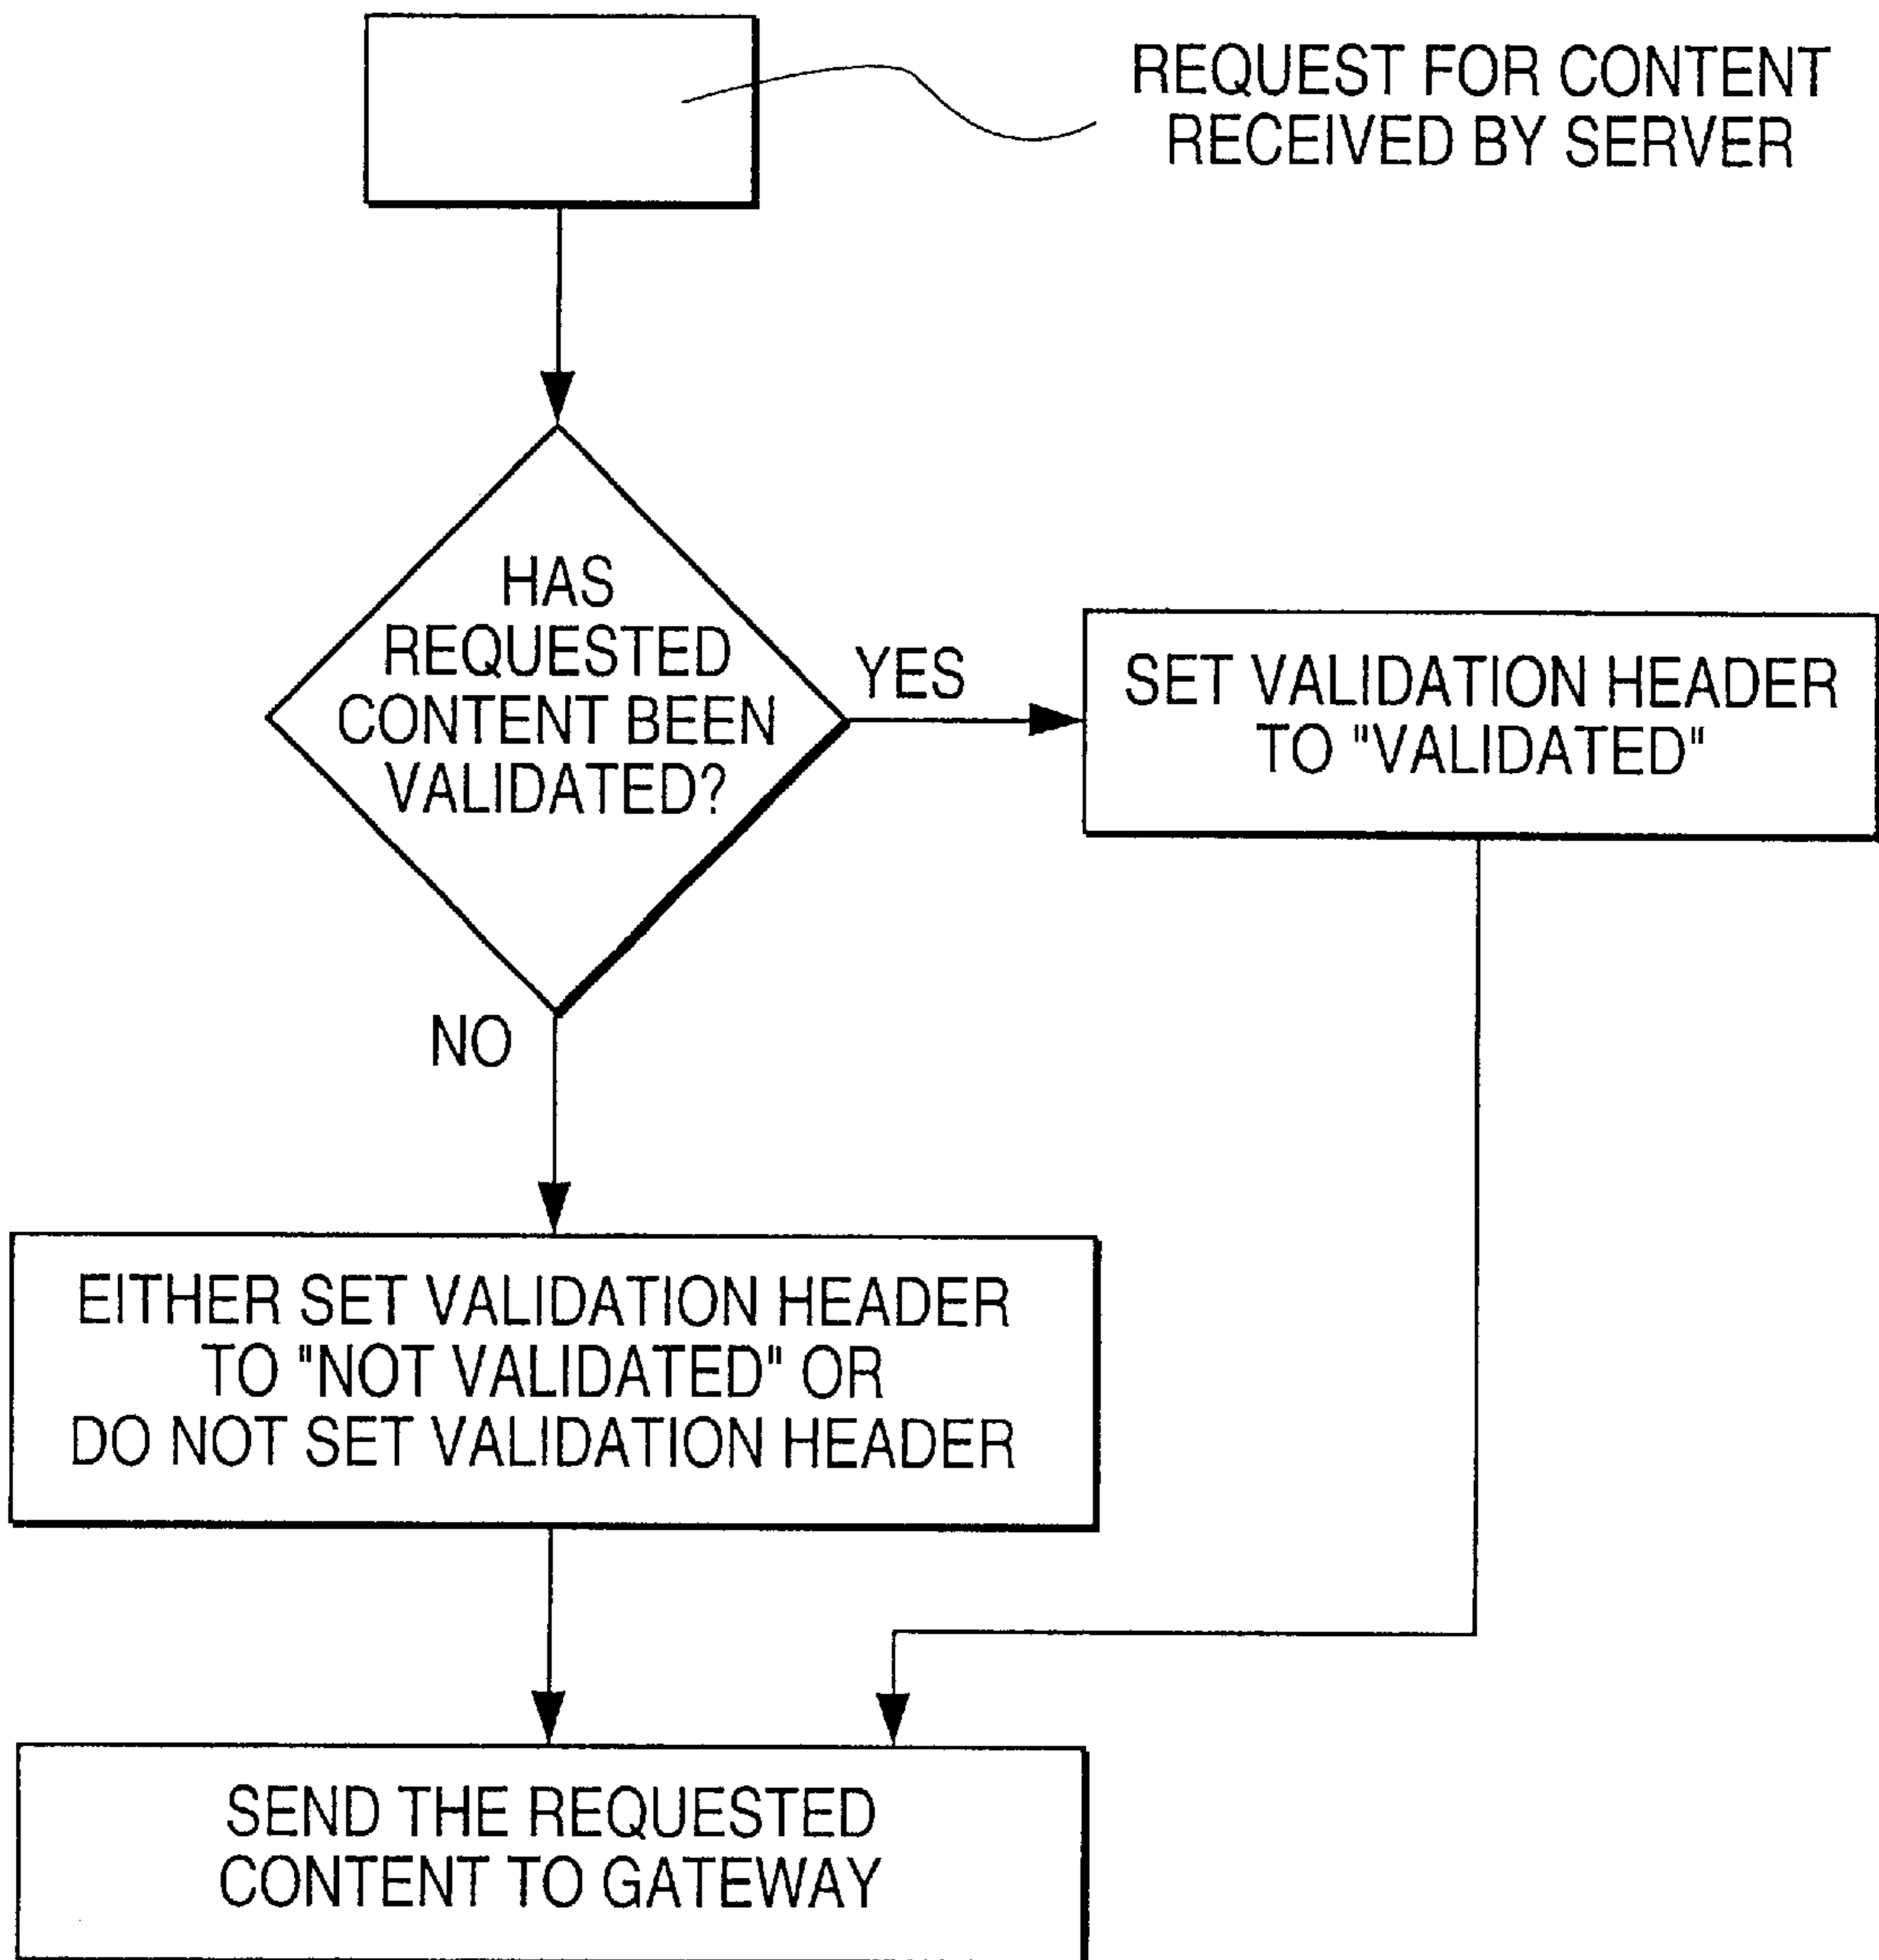 REQUEST FOR CONTENT
RECEIVED BY SERVER
HAS
REQUESTED
CONTENT BEEN
VALIDATED?
YES
SET VALIDATION HEADER
TO "VALIDATED"
NO
EITHER SET VALIDATION HEADER
TO "NOT VALIDATED" OR
DO NOT SET VALIDATION HEADER
SEND THE REQUESTED
CONTENT TO GATEWAY